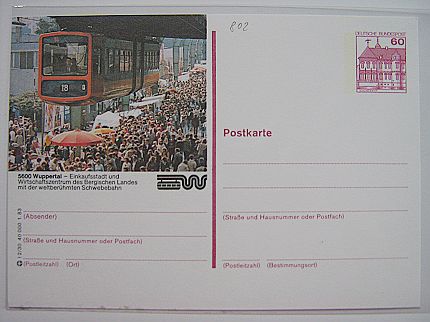 802
DEUTSCHE BUNDESPOST
60
18
Postkarte
5600 Wuppertal – Einkaufsstadt und
Wirtschaftszentrum des Bergischen Landes
mit der weltberühmten Schwebebahn
W
(Absender)
(Straße und Hausnummer oder Postfach)
(Straße und Hausnummer oder Postfach)
(Postleitzahl) (Ort)
(Postleitzahl) (Bestimmungsort)